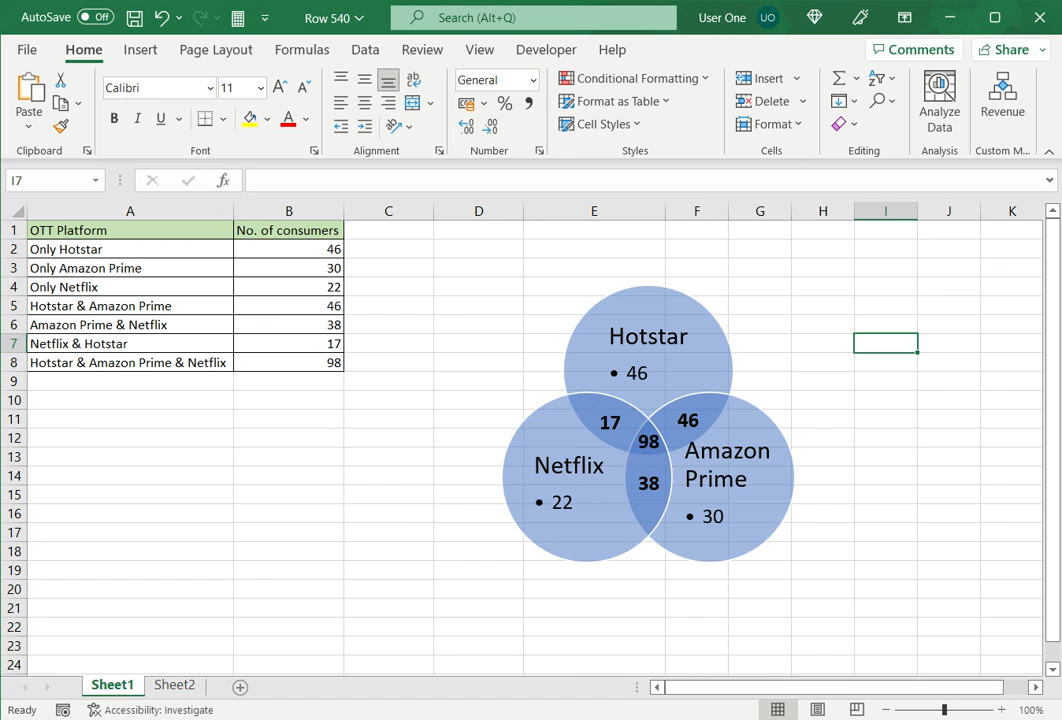 AutoSave Off Row 540 Search (Alt+Q) User One UO
File Home Insert Page Layout Formulas Data Review View Developer Help Comments Share
Paste Calibri 11 A A ab General Conditional Formatting Insert Analyze Data Revenue
B I U A % Format as Table Delete
Cell Styles Format
Clipboard Font Alignment Number Styles Cells Editing Analysis Custom M...
I7 fx
A B C D E F G H I J K
1 OTT Platform No. of consumers
2 Only Hotstar 46
3 Only Amazon Prime 30
4 Only Netflix 22
5 Hotstar & Amazon Prime 46
6 Amazon Prime & Netflix 38
7 Netflix & Hotstar 17
8 Hotstar & Amazon Prime & Netflix 98
9
10
11
12
13
14
15
16
17
18
19
20
21
22
23
24
Hotstar
• 46
17 46
98
Netflix
• 22
38
Amazon
Prime
• 30
Sheet1 Sheet2
Ready Accessibility: Investigate 100%